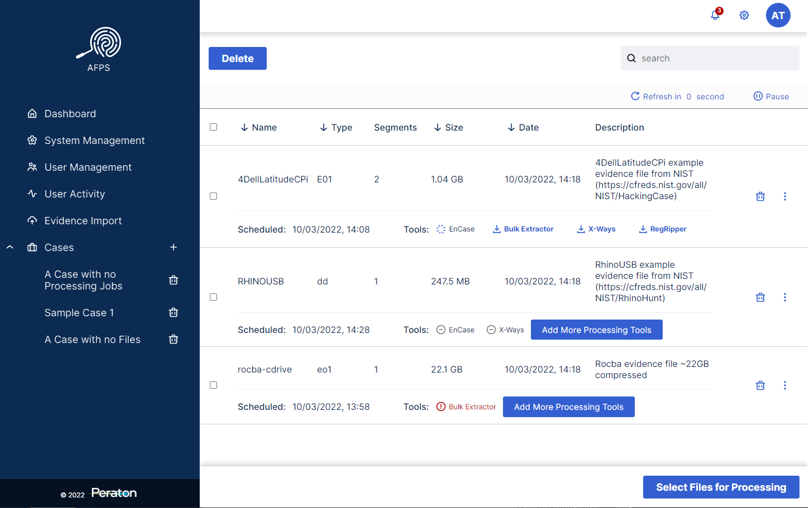 3
AT
AFPS
Delete
search
Refresh in 0 second
Pause
Dashboard
System Management
User Management
User Activity
Evidence Import
Cases
A Case with no
Processing Jobs
Sample Case 1
A Case with no Files
© 2022 Peraton
Name Type Segments Size Date Description
4DellLatitudeCPi E01 2 1.04 GB 10/03/2022, 14:18
4DellLatitudeCPi example
evidence file from NIST
(https://cfreds.nist.gov/all/
NIST/HackingCase)
Scheduled: 10/03/2022, 14:08 Tools: EnCase Bulk Extractor X-Ways RegRipper
RHINOUSB dd 1 247.5 MB 10/03/2022, 14:18
RhinoUSB example
evidence file from NIST
(https://cfreds.nist.gov/all/
NIST/RhinoHunt)
Scheduled: 10/03/2022, 14:28 Tools: EnCase X-Ways Add More Processing Tools
rocba-cdrive eo1 1 22.1 GB 10/03/2022, 14:18
Rocba evidence file ~22GB
compressed
Scheduled: 10/03/2022, 13:58 Tools: Bulk Extractor Add More Processing Tools
Select Files for Processing